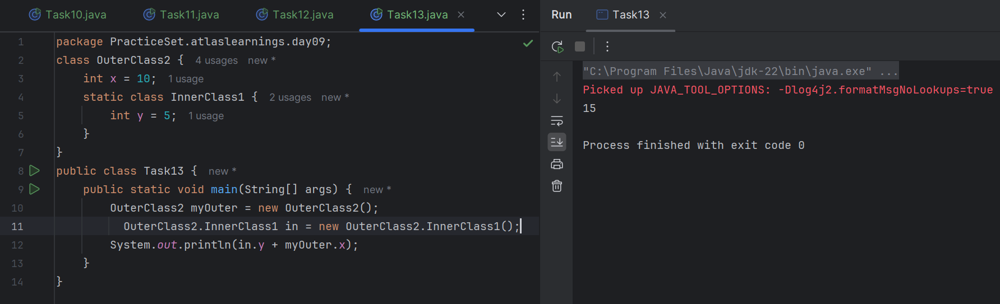 Task10.java Task11.java Task12.java Task13.java
1 package PracticeSet.atlaslearnings.day09;
2 class OuterClass2 { 4 usages new *
3 int x = 10; 1 usage
4 static class InnerClass1 { 2 usages new *
5 int y = 5; 1 usage
6 }
7 }
8 public class Task13 { new *
9 public static void main(String[] args) { new *
10 OuterClass2 myOuter = new OuterClass2();
11 OuterClass2.InnerClass1 in = new OuterClass2.InnerClass1();
12 System.out.println(in.y + myOuter.x);
13 }
14 }
Run Task13
"C:\Program Files\Java\jdk-22\bin\java.exe" ...
Picked up JAVA_TOOL_OPTIONS: -Dlog4j2.formatMsgNoLookups=true
15
Process finished with exit code 0